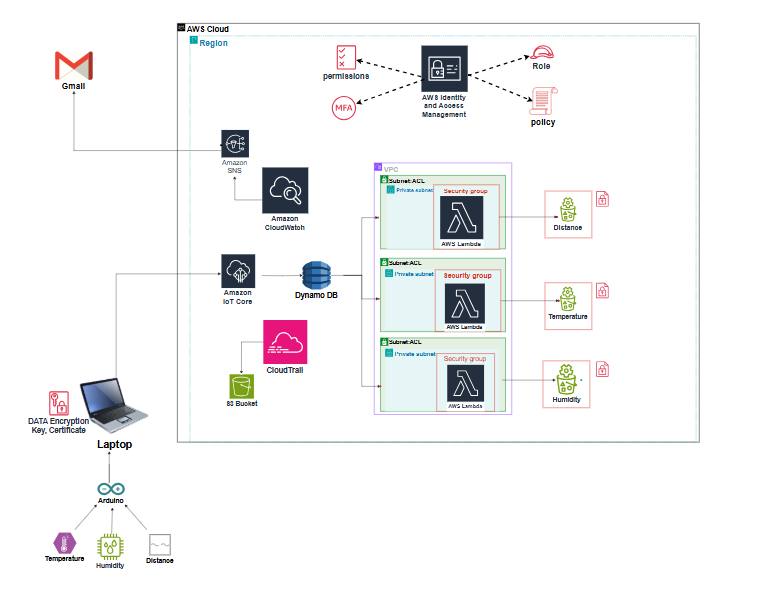 AWS Cloud
Region
Gmail
permissions
MFA
AWS Identity
and Access
Management
Role
policy
Amazon
SNS
Amazon
CloudWatch
VPC
Subnet:ACL
Private subnet
Security group
AWS Lambda
Distance
Amazon
IoT Core
Dynamo DB
Subnet:ACL
Private subnet
Security group
AWS Lambda
Temperature
CloudTrail
S3 Bucket
Subnet:ACL
Private subnet
Security group
AWS Lambda
Humidity
DATA Encryption
Key, Certificate
Laptop
Arduino
Temperature
Humidity
Distance